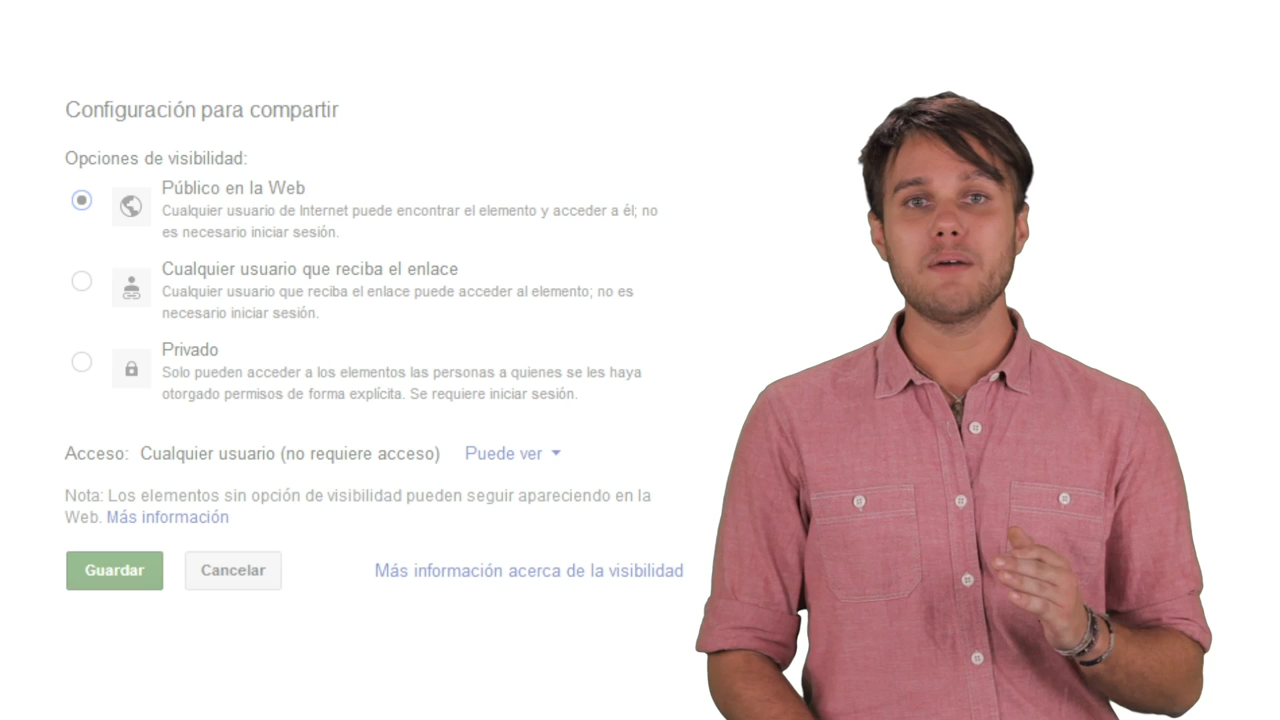 Configuración para compartir
Opciones de visibilidad:
Público en la Web
Cualquier usuario de Internet puede encontrar el elemento y acceder a él; no
es necesario iniciar sesión.
Cualquier usuario que reciba el enlace
Cualquier usuario que reciba el enlace puede acceder al elemento; no es
necesario iniciar sesión.
Privado
Solo pueden acceder a los elementos las personas a quienes se les haya
otorgado permisos de forma explícita. Se requiere iniciar sesión.
Acceso: Cualquier usuario (no requiere acceso) Puede ver
Nota: Los elementos sin opción de visibilidad pueden seguir apareciendo en la
Web. Más información
Guardar Cancelar Más información acerca de la visibilidad